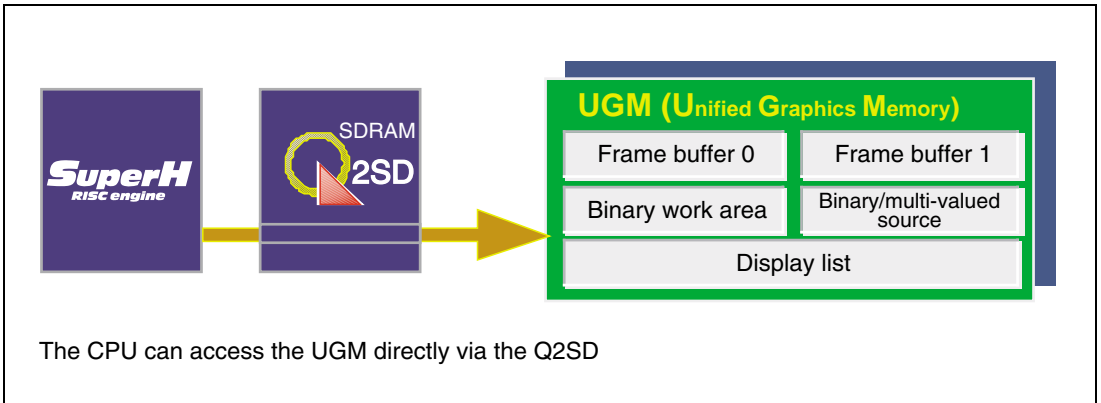 SuperH
RISC engine
SDRAM
Q2SD
UGM (Unified Graphics Memory)
Frame buffer 0
Frame buffer 1
Binary work area
Binary/multi-valued
source
Display list
The CPU can access the UGM directly via the Q2SD